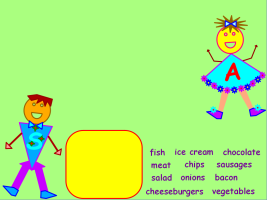 A
S
fish ice cream chocolate
meat chips sausages
salad onions bacon
cheeseburgers vegetables